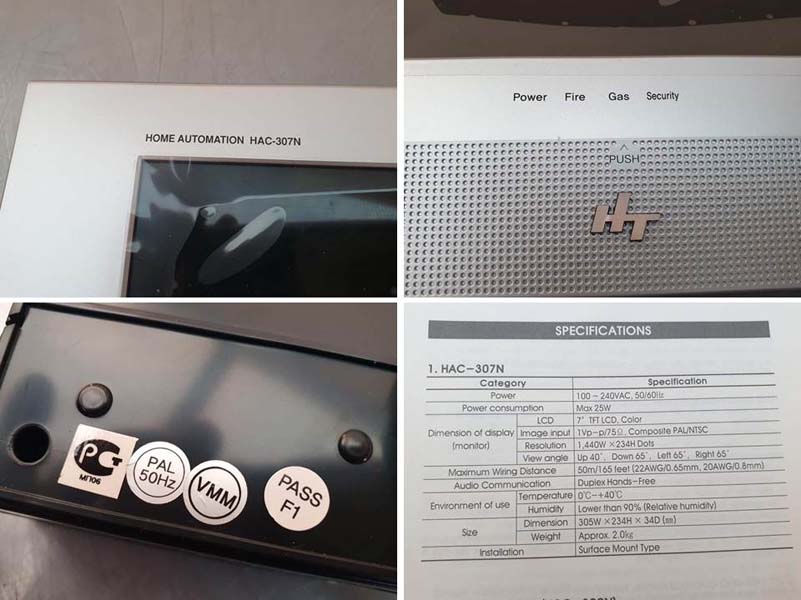 HOME AUTOMATION HAC-307N
Power Fire Gas Security
PUSH
HT
РСТ
МП06
PAL
50Hz
VMM
PASS
F1
SPECIFICATIONS
1. HAC-307N
Category Specification
Power 100 - 240VAC, 50/60Hz
Power consumption Max 25W
Dimension of display (monitor) LCD 7" TFT LCD, Color
Image input 1Vp-p/75Ω, Composite PAL/NTSC
Resolution 1,440W ×234H Dots
View angle Up 40˚, Down 65˚, Left 65˚, Right 65˚
Maximum Wiring Distance 50m/165 feet (22AWG/0.65mm, 20AWG/0.8mm)
Audio Communication Duplex Hands-Free
Environment of use Temperature 0℃~+40℃
Humidity Lower than 90% (Relative humidity)
Size Dimension 305W ×234H × 34D (㎜)
Weight Approx. 2.0kg
Installation Surface Mount Type